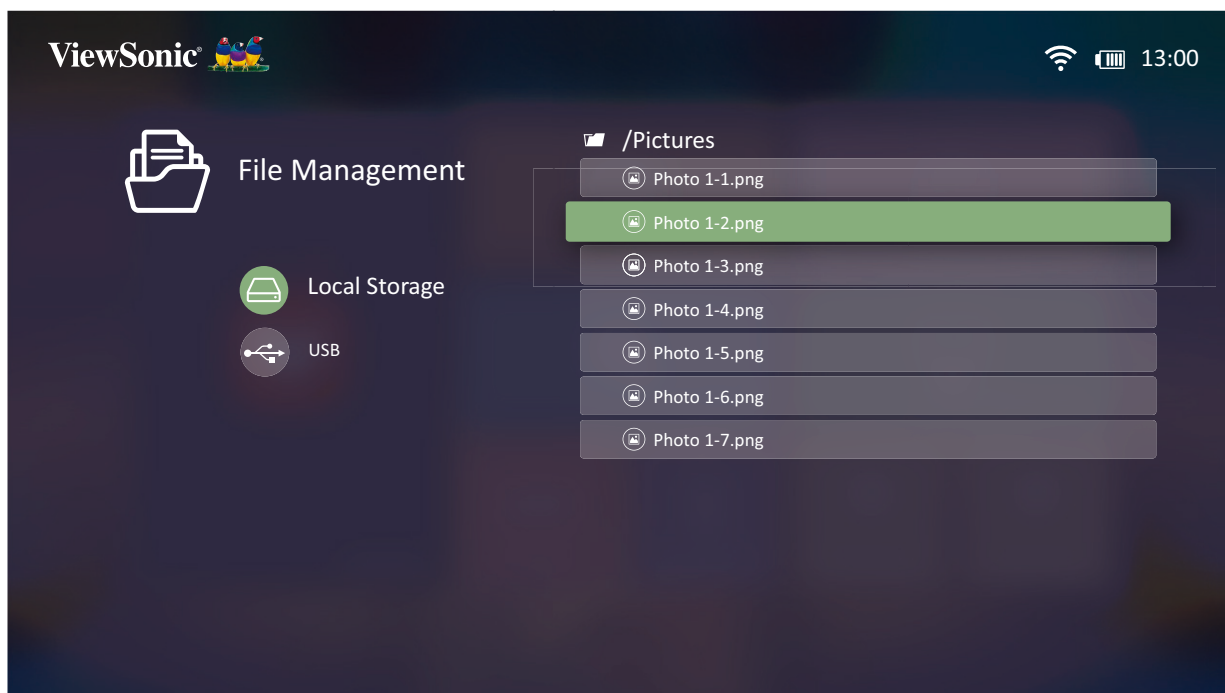 ViewSonic®
13:00
File Management
/Pictures
Photo 1-1.png
Photo 1-2.png
Photo 1-3.png
Photo 1-4.png
Photo 1-5.png
Photo 1-6.png
Photo 1-7.png
Local Storage
USB